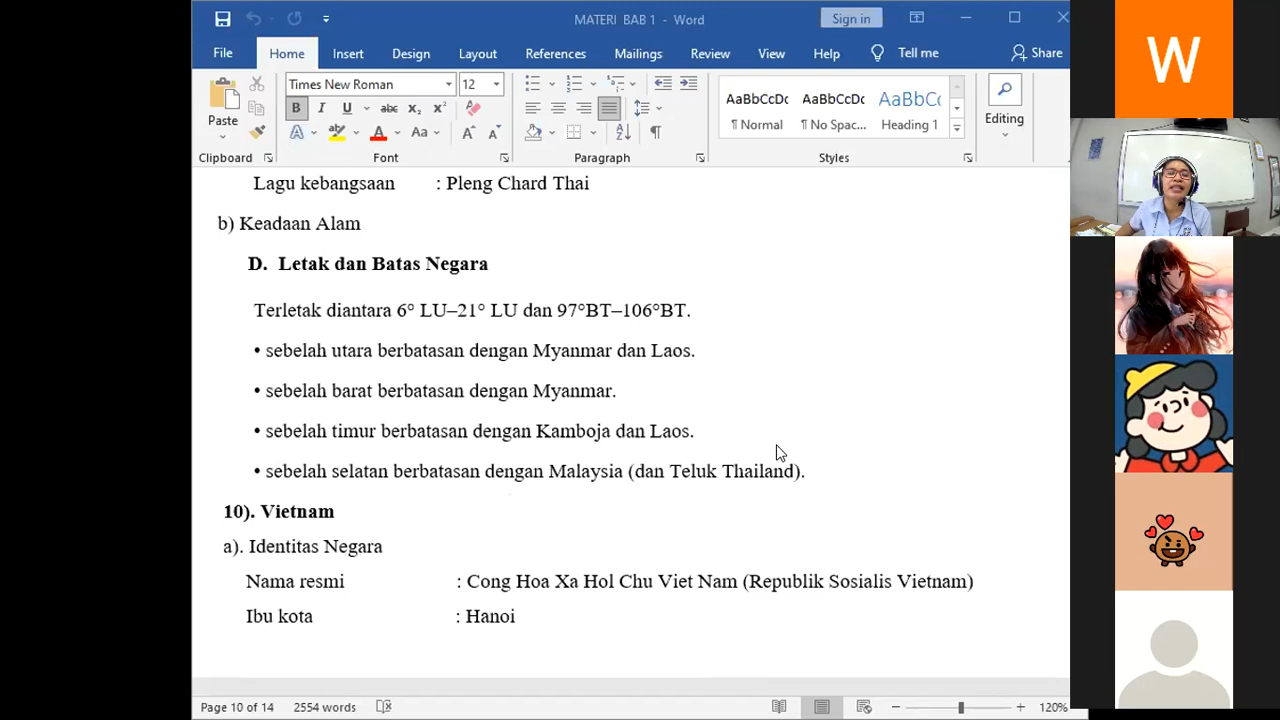 MATERI BAB 1 - Word
Sign in
File Home Insert Design Layout References Mailings Review View Help Tell me Share
Times New Roman 12
AaBbCcDc AaBbCcDc AaBbCc
Paste
B I U abc x₂ x²
A Aa A A
¶ Normal ¶ No Spac... Heading 1
Editing
Clipboard Font Paragraph Styles
Lagu kebangsaan : Pleng Chard Thai
b) Keadaan Alam
D. Letak dan Batas Negara
Terletak diantara 6° LU–21° LU dan 97°BT–106°BT.
• sebelah utara berbatasan dengan Myanmar dan Laos.
• sebelah barat berbatasan dengan Myanmar.
• sebelah timur berbatasan dengan Kamboja dan Laos.
• sebelah selatan berbatasan dengan Malaysia (dan Teluk Thailand).
10). Vietnam
a). Identitas Negara
Nama resmi : Cong Hoa Xa Hol Chu Viet Nam (Republik Sosialis Vietnam)
Ibu kota : Hanoi
Page 10 of 14 2554 words 120%
W